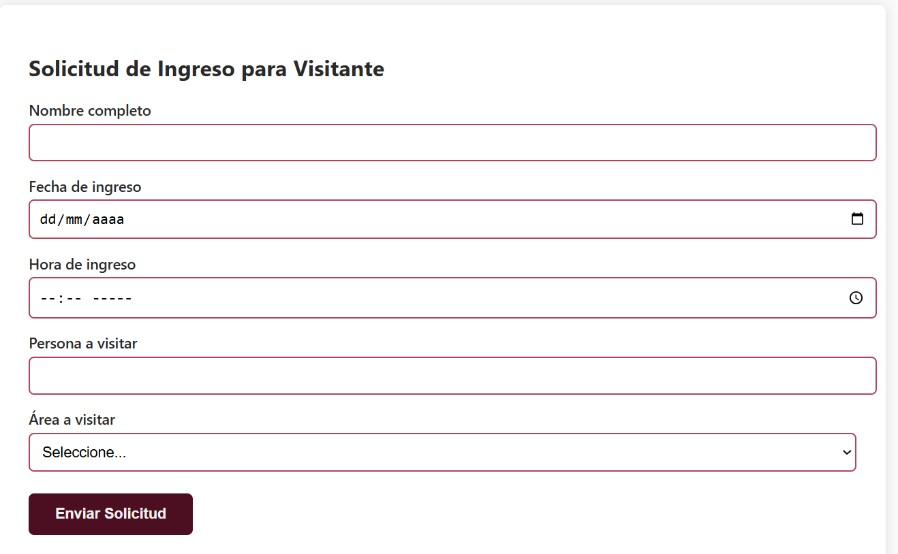 Solicitud de Ingreso para Visitante
Nombre completo
Fecha de ingreso
dd/mm/aaaa
Hora de ingreso
--:-- -----
Persona a visitar
Área a visitar
Seleccione...
Enviar Solicitud